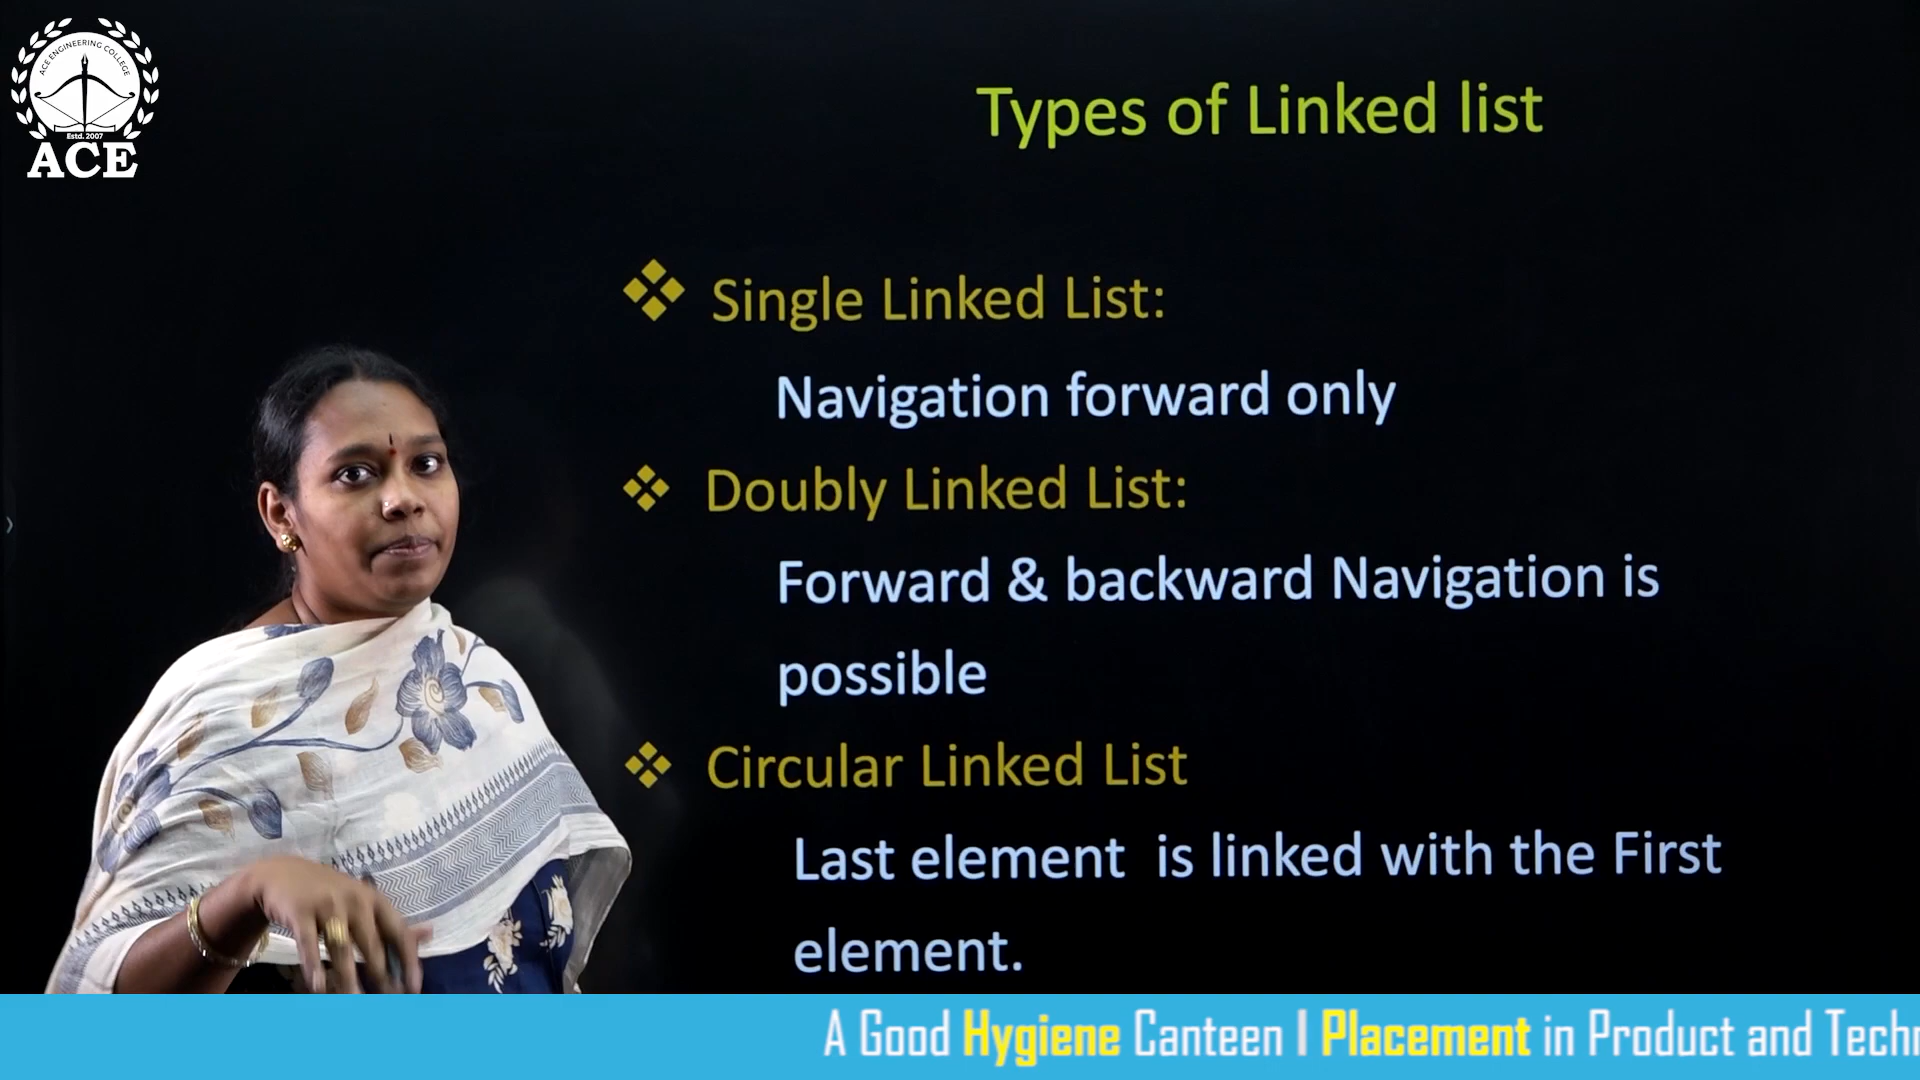 ACE ENGINEERING COLLEGE
Estd. 2007
ACE
Types of Linked list
Single Linked List:
Navigation forward only
Doubly Linked List:
Forward & backward Navigation is
possible
Circular Linked List
Last element is linked with the First
element.
A Good Hygiene Canteen | Placement in Product and